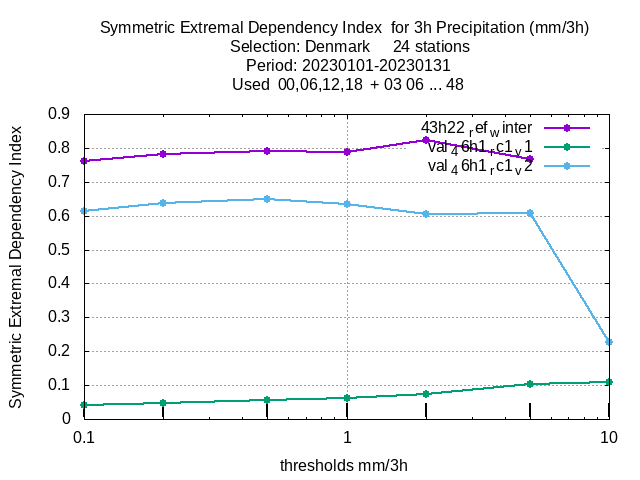 Symmetric Extremal Dependency Index  for 3h Precipitation (mm/3h)
Selection: Denmark     24 stations
Period: 20230101-20230131
Used  00,06,12,18  + 03 06 ... 48
43h22_ref_winter
val_46h1_rc1_v1
val_46h1_rc1_v2
0.9
0.8
0.7
0.6
0.5
0.4
0.3
0.2
0.1
0
Symmetric Extremal Dependency Index
0.1
1
10
thresholds mm/3h